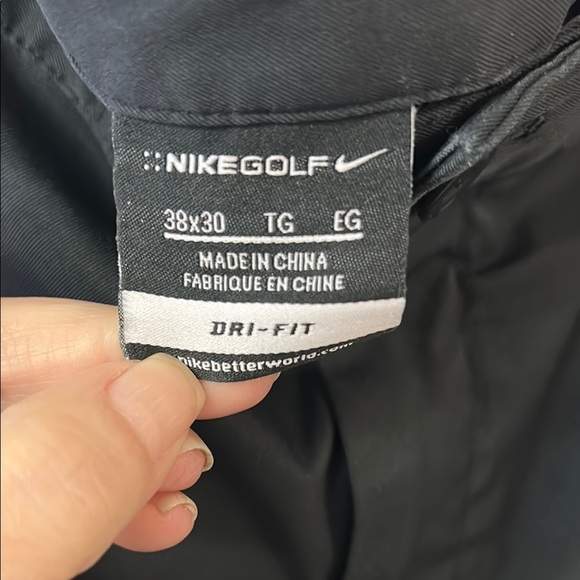 NIKEGOLF
38x30 TG EG
MADE IN CHINA
FABRIQUE EN CHINE
DRI-FIT
nikebetterworld.com